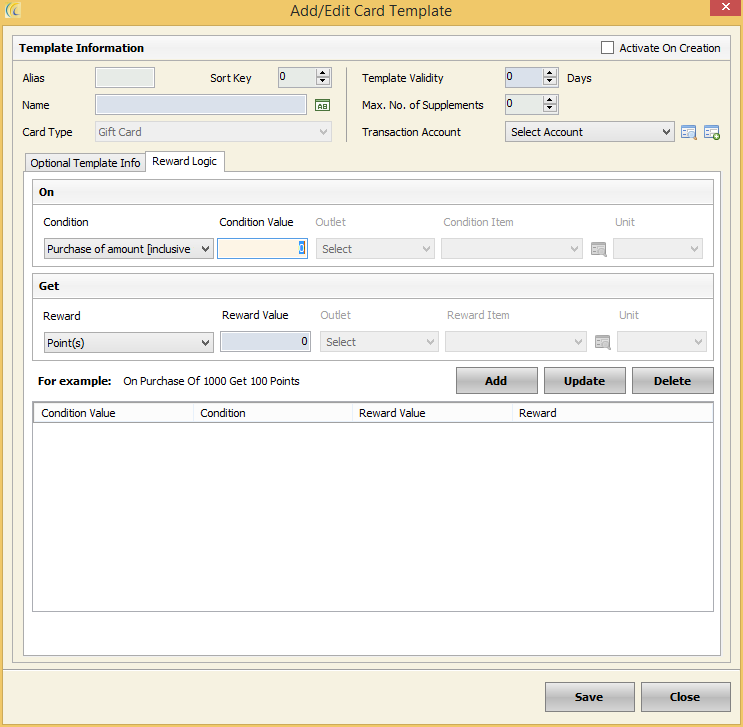 Add/Edit Card Template
Template Information
Activate On Creation
Alias
Sort Key 0
Template Validity 0 Days
Name
AB
Max. No. of Supplements 0
Card Type Gift Card
Transaction Account Select Account
Optional Template Info Reward Logic
On
Condition Condition Value Outlet Condition Item Unit
Purchase of amount [inclusive 0 Select
Get
Reward Reward Value Outlet Reward Item Unit
Point(s) 0 Select
For example: On Purchase Of 1000 Get 100 Points Add Update Delete
Condition Value Condition Reward Value Reward
Save Close